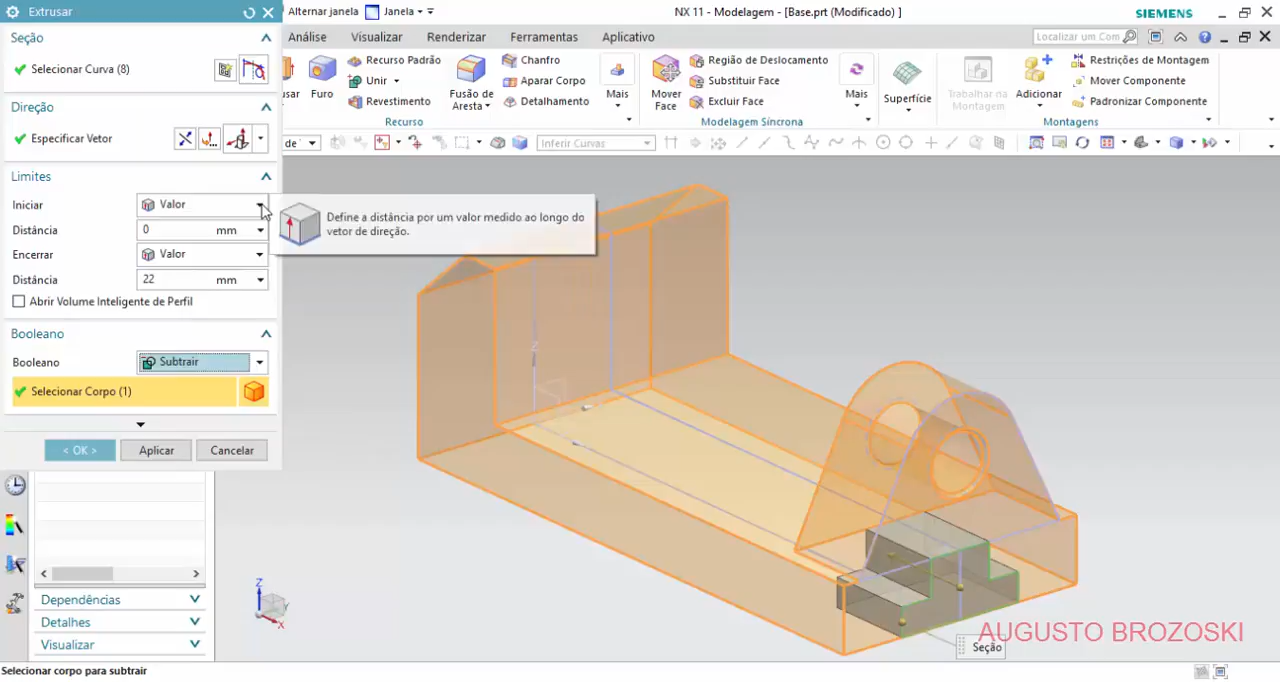 Extrusar
Alternar janela Janela
NX 11 - Modelagem - [Base.prt (Modificado) ]
SIEMENS
Seção
Análise Visualizar Renderizar Ferramentas Aplicativo
Localizar um Com
Selecionar Curva (8)
usar
Furo
Recurso Padrão
Unir
Revestimento
Fusão de
Aresta
Chanfro
Aparar Corpo
Detalhamento
Mais
Recurso
Mover
Face
Região de Deslocamento
Substituir Face
Excluir Face
Mais
Modelagem Síncrona
Superfície
Trabalhar na
Montagem
Adicionar
Restrições de Montagem
Mover Componente
Padronizar Componente
Montagens
Direção
Especificar Vetor
de
Inferir Curvas
Limites
Iniciar Valor
Distância 0 mm
Encerrar Valor
Distância 22 mm
Abrir Volume Inteligente de Perfil
Define a distância por um valor medido ao longo do
vetor de direção.
Booleano
Booleano Subtrair
Selecionar Corpo (1)
< OK > Aplicar Cancelar
Z
Dependências
Detalhes
Visualizar
Z
Y
X
Seção
AUGUSTO BROZOSKI
Selecionar corpo para subtrair